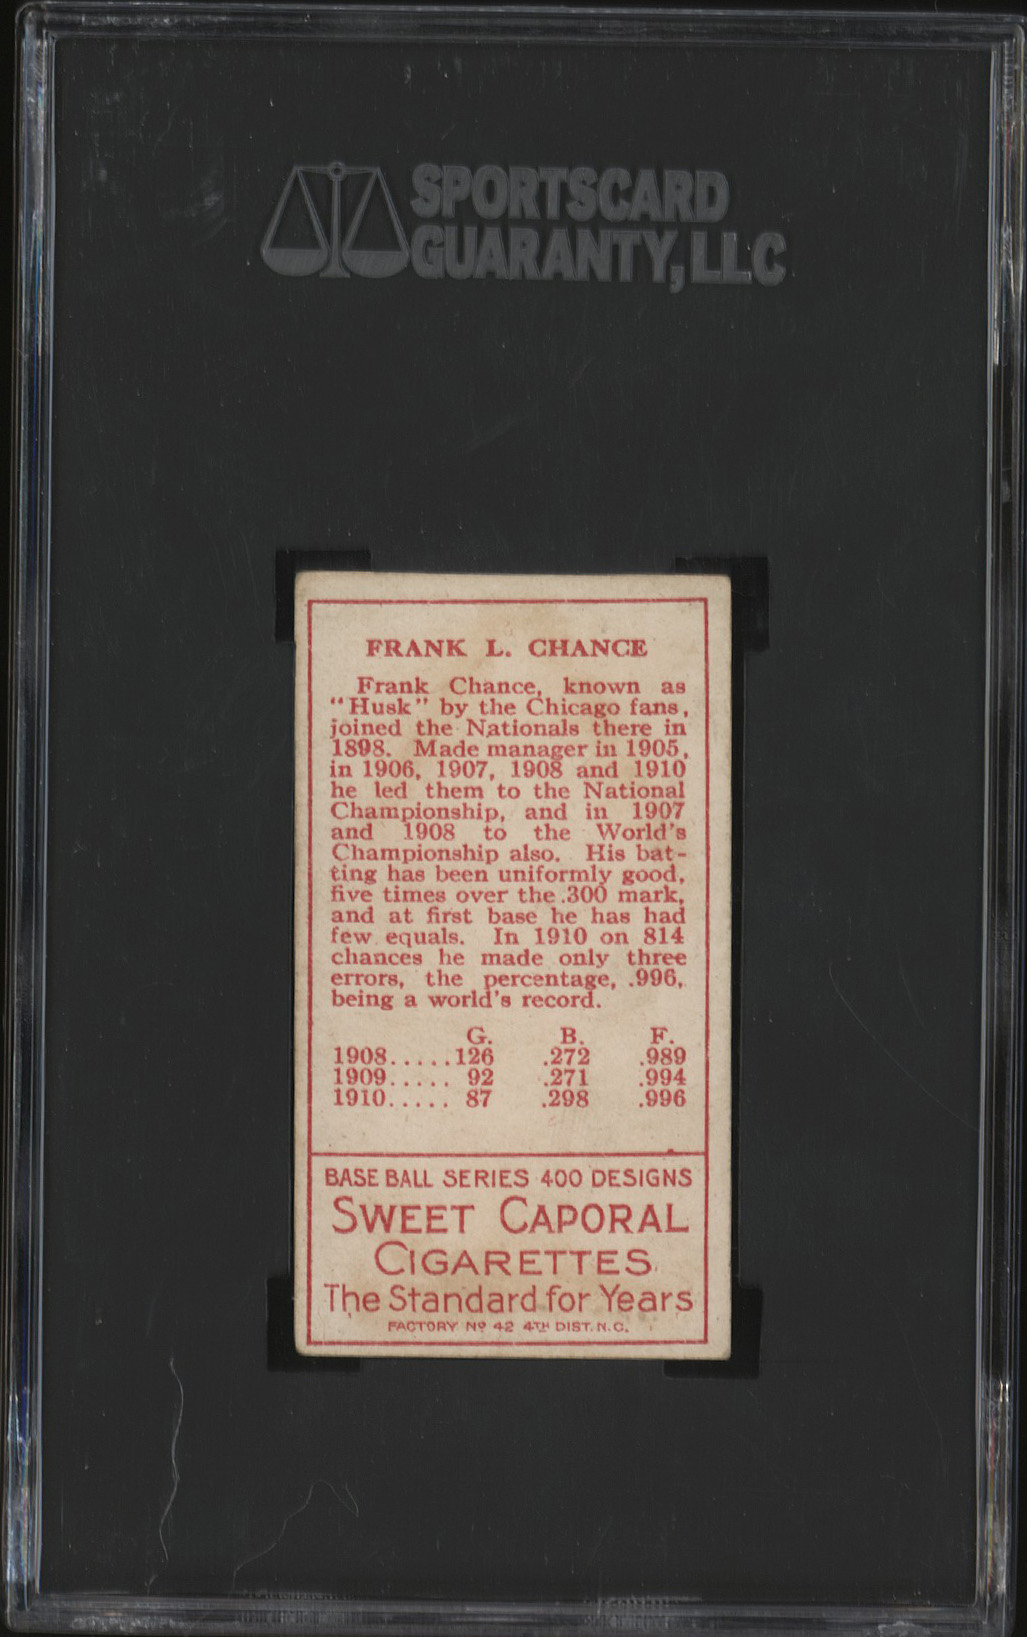 SPORTSCARD
GUARANTY, LLC
FRANK L. CHANCE
Frank Chance, known as
"Husk" by the Chicago fans,
joined the Nationals there in
1898. Made manager in 1905,
in 1906, 1907, 1908 and 1910
he led them to the National
Championship, and in 1907
and 1908 to the World's
Championship also. His bat-
ting has been uniformly good,
five times over the .300 mark,
and at first base he has had
few equals. In 1910 on 814
chances he made only three
errors, the percentage, .996,
being a world's record.
G. B. F.
1908.....126 .272 .989
1909..... 92 .271 .994
1910..... 87 .298 .996
BASE BALL SERIES 400 DESIGNS
SWEET CAPORAL
CIGARETTES
The Standard for Years
FACTORY Nº 42 4TH DIST. N.C.